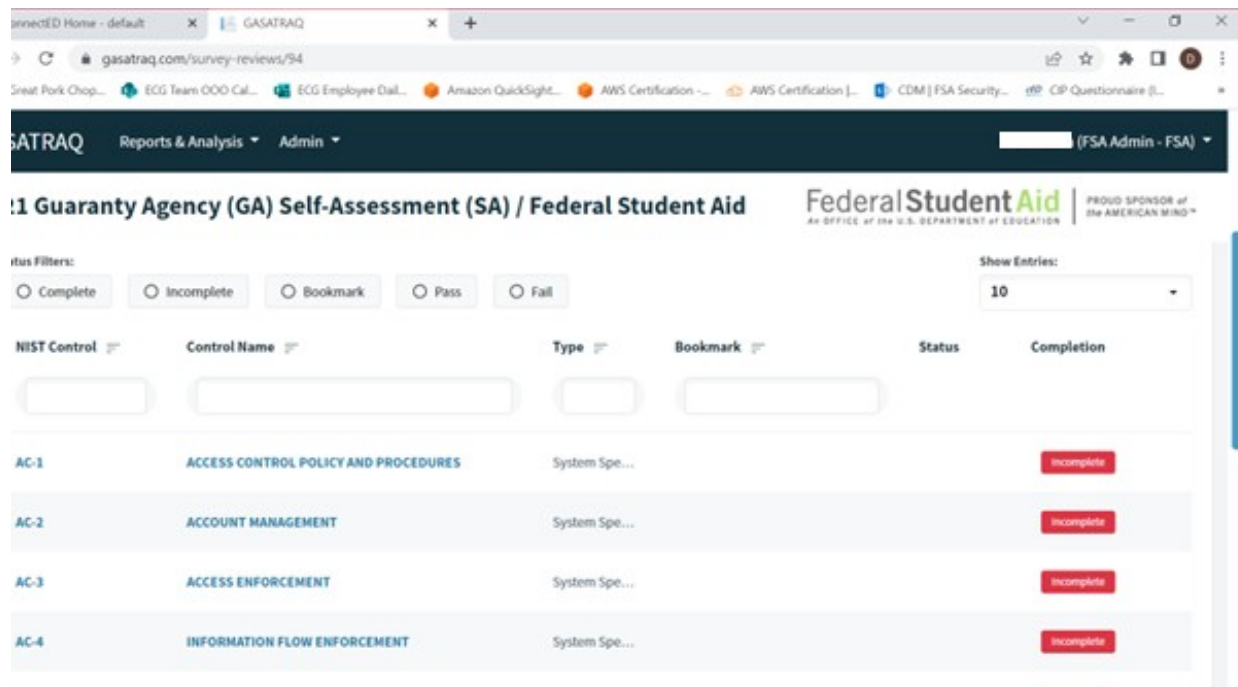 onnectED Home - default GASATRAQ
gasatraq.com/survey-reviews/94 D
Great Pork Chop... ECG Team OOO Cal... ECG Employee Dail... Amazon QuickSight... AWS Certification -... AWS Certification |... CDM | FSA Security... CIP Questionnaire (I...
SATRAQ Reports & Analysis Admin (FSA Admin - FSA)
21 Guaranty Agency (GA) Self-Assessment (SA) / Federal Student Aid
Federal Student Aid
An OFFICE of the U.S. DEPARTMENT of EDUCATION
PROUD SPONSOR of
the AMERICAN MIND™
atus Filters: Show Entries:
Complete Incomplete Bookmark Pass Fail 10
NIST Control Control Name Type Bookmark Status Completion
AC-1 ACCESS CONTROL POLICY AND PROCEDURES System Spe... Incomplete
AC-2 ACCOUNT MANAGEMENT System Spe... Incomplete
AC-3 ACCESS ENFORCEMENT System Spe... Incomplete
AC-4 INFORMATION FLOW ENFORCEMENT System Spe... Incomplete